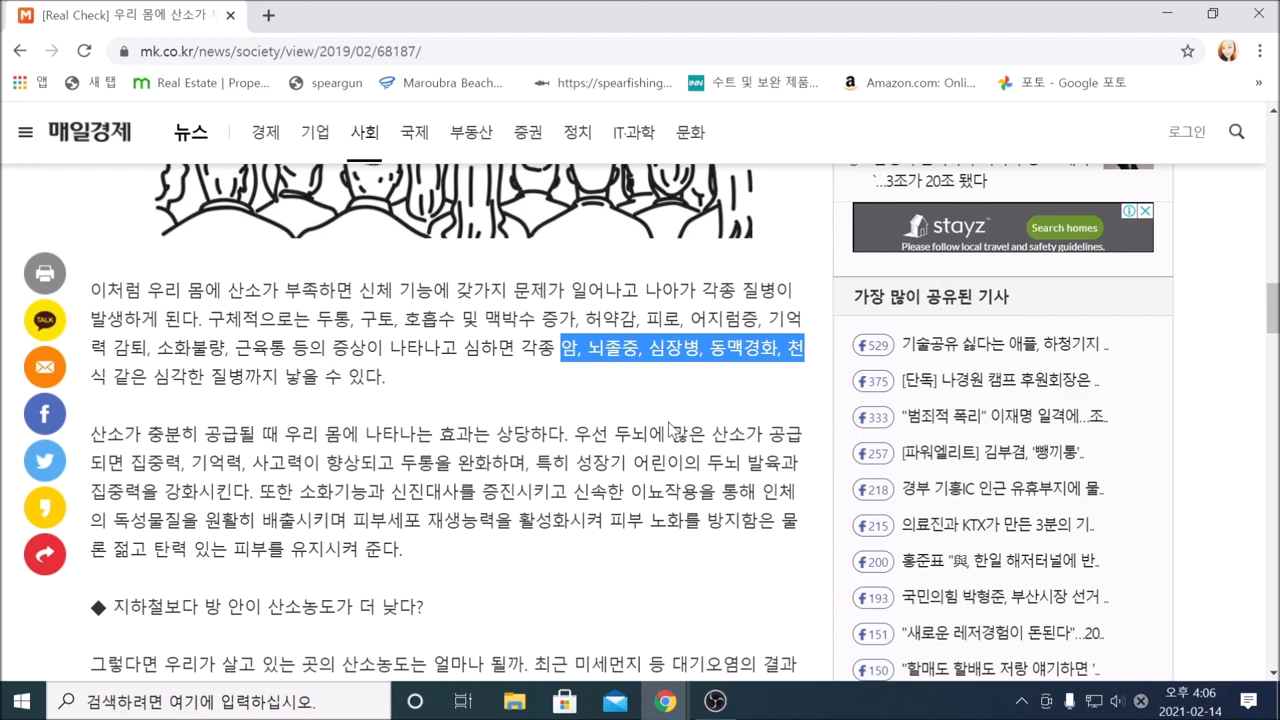 [Real Check] 우리 몸에 산소가
mk.co.kr/news/society/view/2019/02/68187/
앱
새 탭
Real Estate | Prope...
speargun
Maroubra Beach...
https://spearfishing...
수트 및 보완 제품...
Amazon.com: Onli...
포토 - Google 포토
»
매일경제
뉴스
경제
기업
사회
국제
부동산
증권
정치
IT·과학
문화
로그인
`...3조가 20조 됐다
stayz
Search homes
Please follow local travel and safety guidelines.
TALK
이처럼 우리 몸에 산소가 부족하면 신체 기능에 갖가지 문제가 일어나고 나아가 각종 질병이
발생하게 된다. 구체적으로는 두통, 구토, 호흡수 및 맥박수 증가, 허약감, 피로, 어지럼증, 기억
력 감퇴, 소화불량, 근육통 등의 증상이 나타나고 심하면 각종 암, 뇌졸중, 심장병, 동맥경화, 천
식 같은 심각한 질병까지 낳을 수 있다.
산소가 충분히 공급될 때 우리 몸에 나타나는 효과는 상당하다. 우선 두뇌에 많은 산소가 공급
되면 집중력, 기억력, 사고력이 향상되고 두통을 완화하며, 특히 성장기 어린이의 두뇌 발육과
집중력을 강화시킨다. 또한 소화기능과 신진대사를 증진시키고 신속한 이뇨작용을 통해 인체
의 독성물질을 원활히 배출시키며 피부세포 재생능력을 활성화시켜 피부 노화를 방지함은 물
론 젊고 탄력 있는 피부를 유지시켜 준다.
◆ 지하철보다 방 안이 산소농도가 더 낮다?
그렇다면 우리가 살고 있는 곳의 산소농도는 얼마나 될까. 최근 미세먼지 등 대기오염의 결과
가장 많이 공유된 기사
529 기술공유 싫다는 애플, 하청기지 ..
375 [단독] 나경원 캠프 후원회장은 ..
333 "범죄적 폭리" 이재명 일격에...조..
257 [파워엘리트] 김부겸, '뺑끼통'..
218 경부 기흥IC 인근 유휴부지에 물..
215 의료진과 KTX가 만든 3분의 기..
200 홍준표 "與, 한일 해저터널에 반..
193 국민의힘 박형준, 부산시장 선거 ..
151 "새로운 레저경험이 돈된다"...20..
150 "할매도 할배도 저랑 얘기하면 '..
검색하려면 여기에 입력하십시오.
오후 4:06
2021-02-14